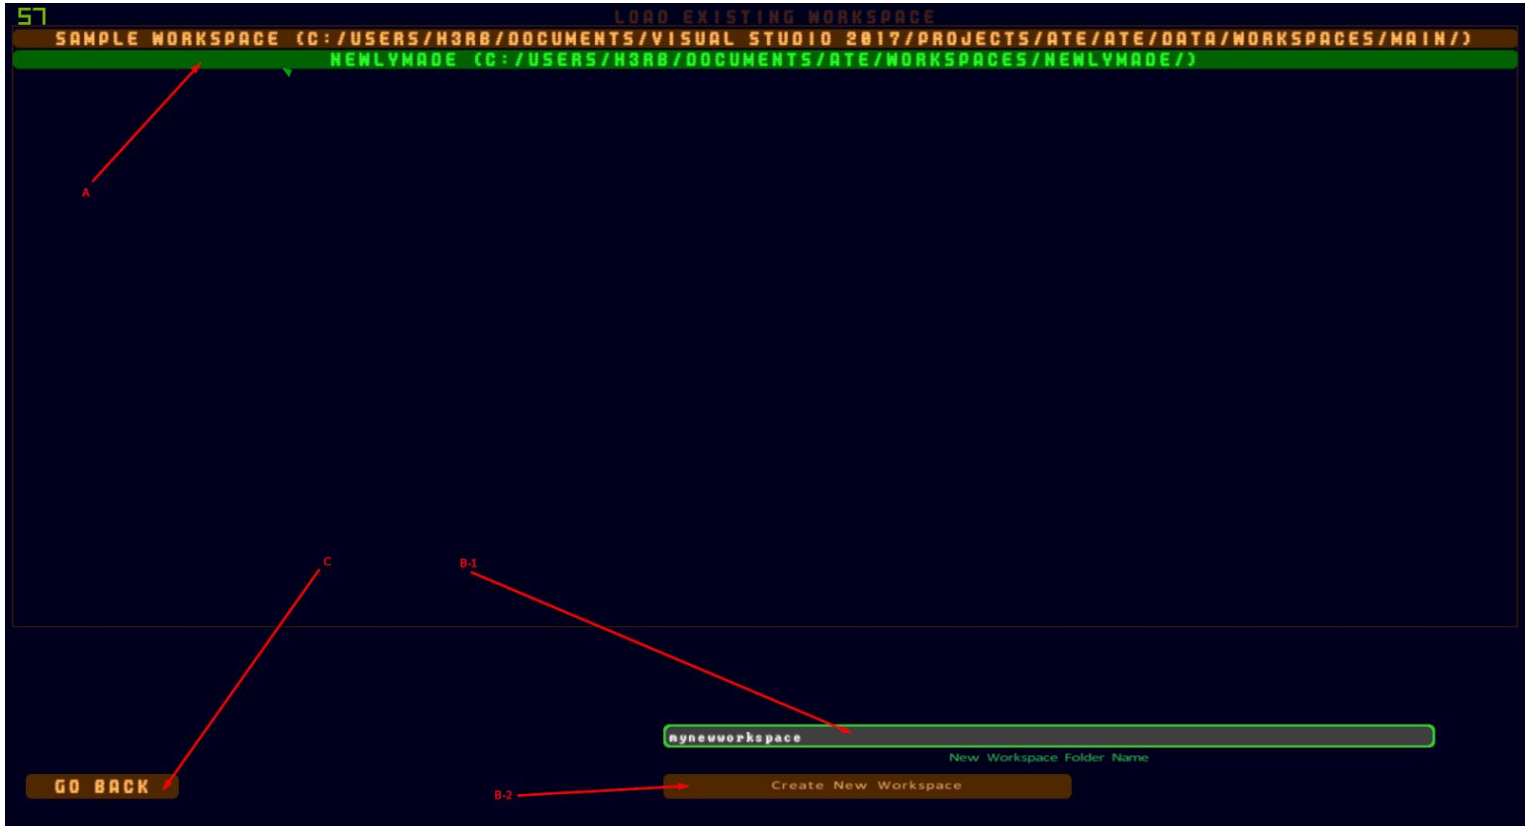 57
LOAD EXISTING WORKSPACE
SAMPLE WORKSPACE (C:/USERS/H3RB/DOCUMENTS/VISUAL STUDIO 2017/PROJECTS/ATE/ATE/DATA/WORKSPACES/MAIN/)
NEWLYMADE (C:/USERS/H3RB/DOCUMENTS/ATE/WORKSPACES/NEWLYMADE/)
A
C
B-1
mynewworkspace
New Workspace Folder Name
GO BACK
Create New Workspace
B-2